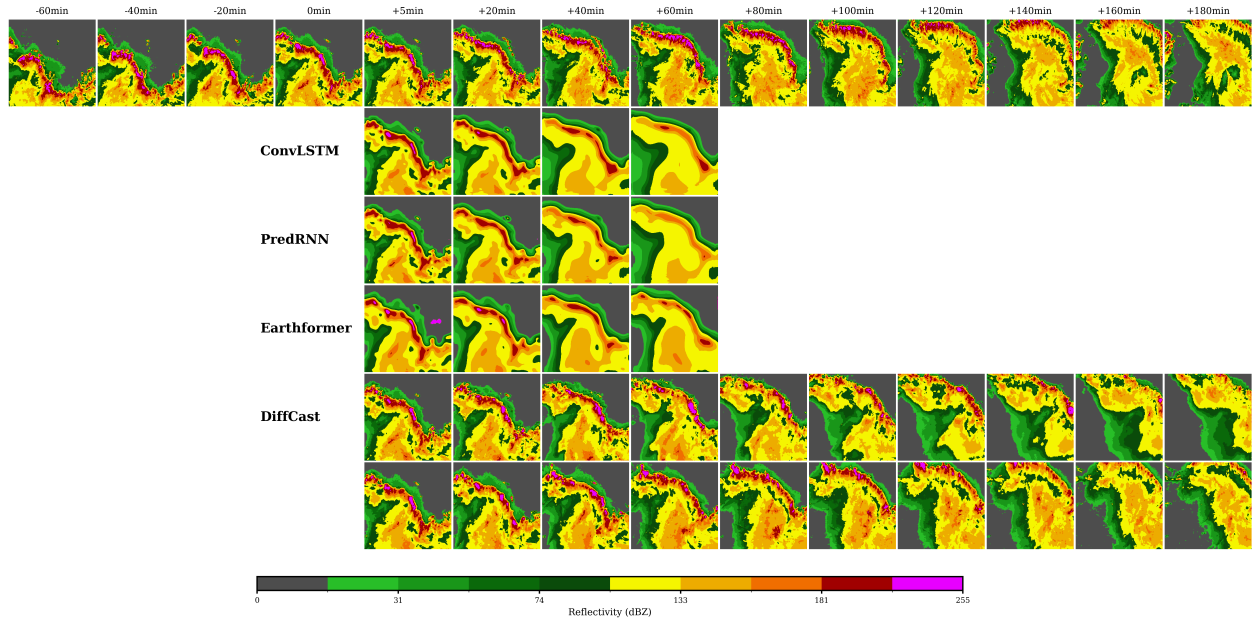 -60min -40min -20min 0min +5min +20min +40min +60min +80min +100min +120min +140min +160min +180min
ConvLSTM
PredRNN
Earthformer
DiffCast
0 31 74 133 181 255
Reflectivity (dBZ)